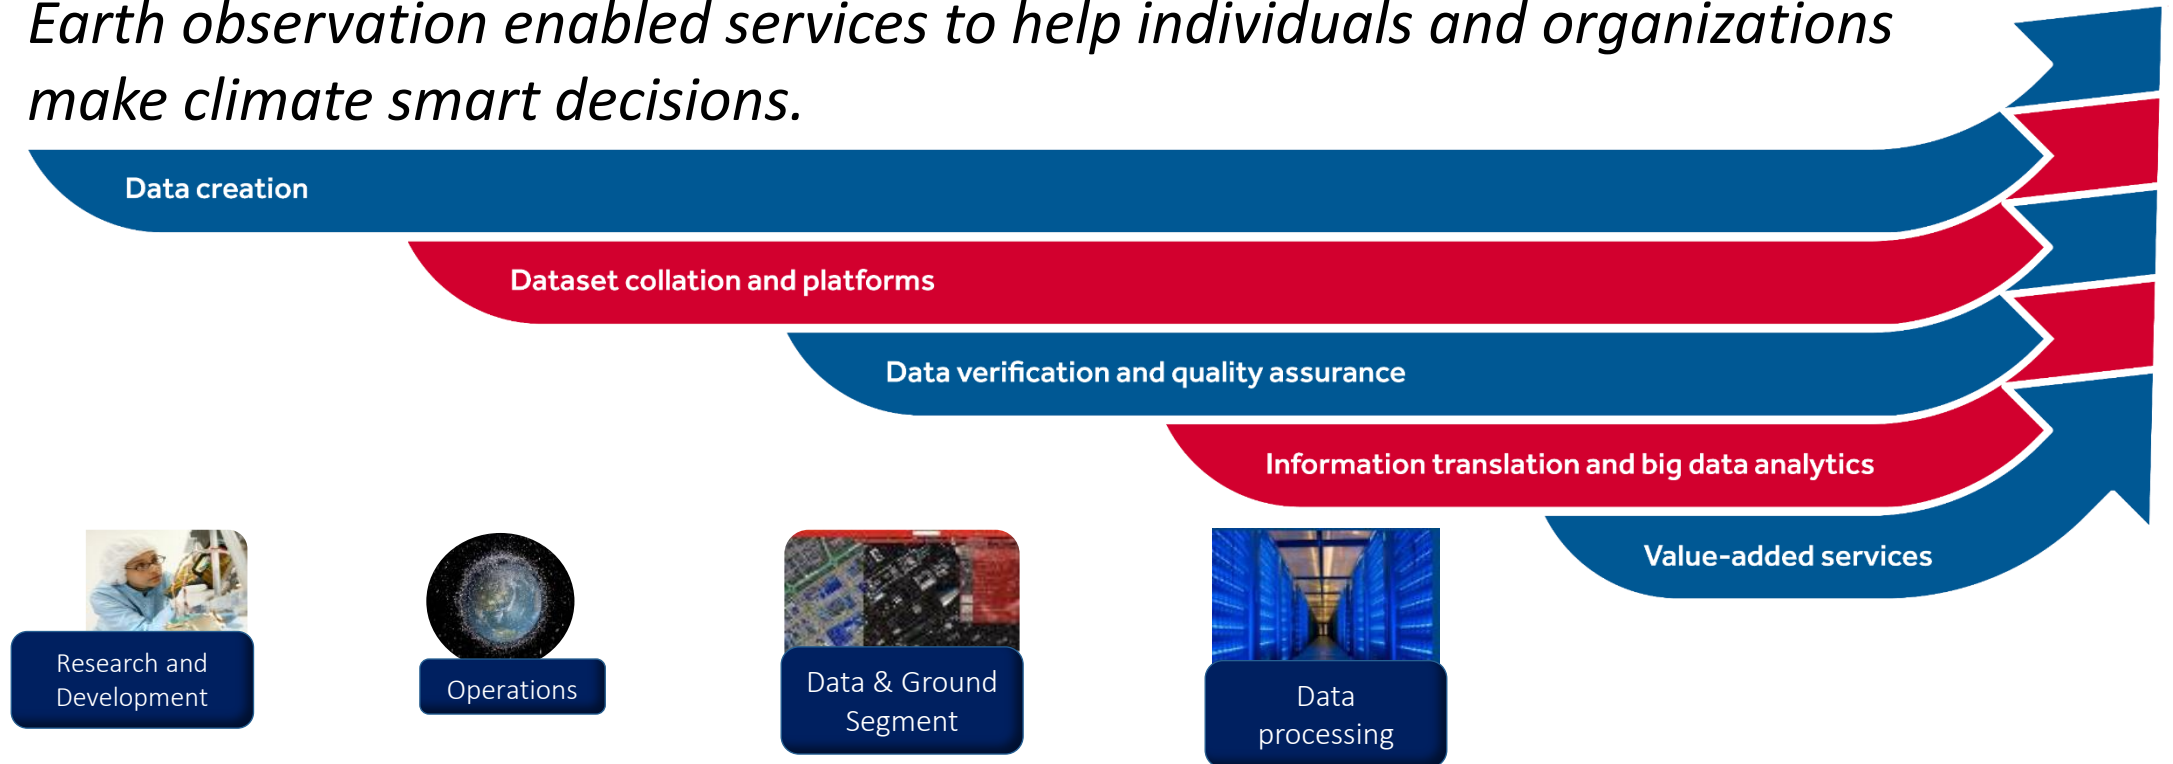 Earth observation enabled services to help individuals and organizations
make climate smart decisions.
Data creation
Dataset collation and platforms
Data verification and quality assurance
Information translation and big data analytics
Value-added services
Research and
Development
Operations
Data & Ground
Segment
Data
processing